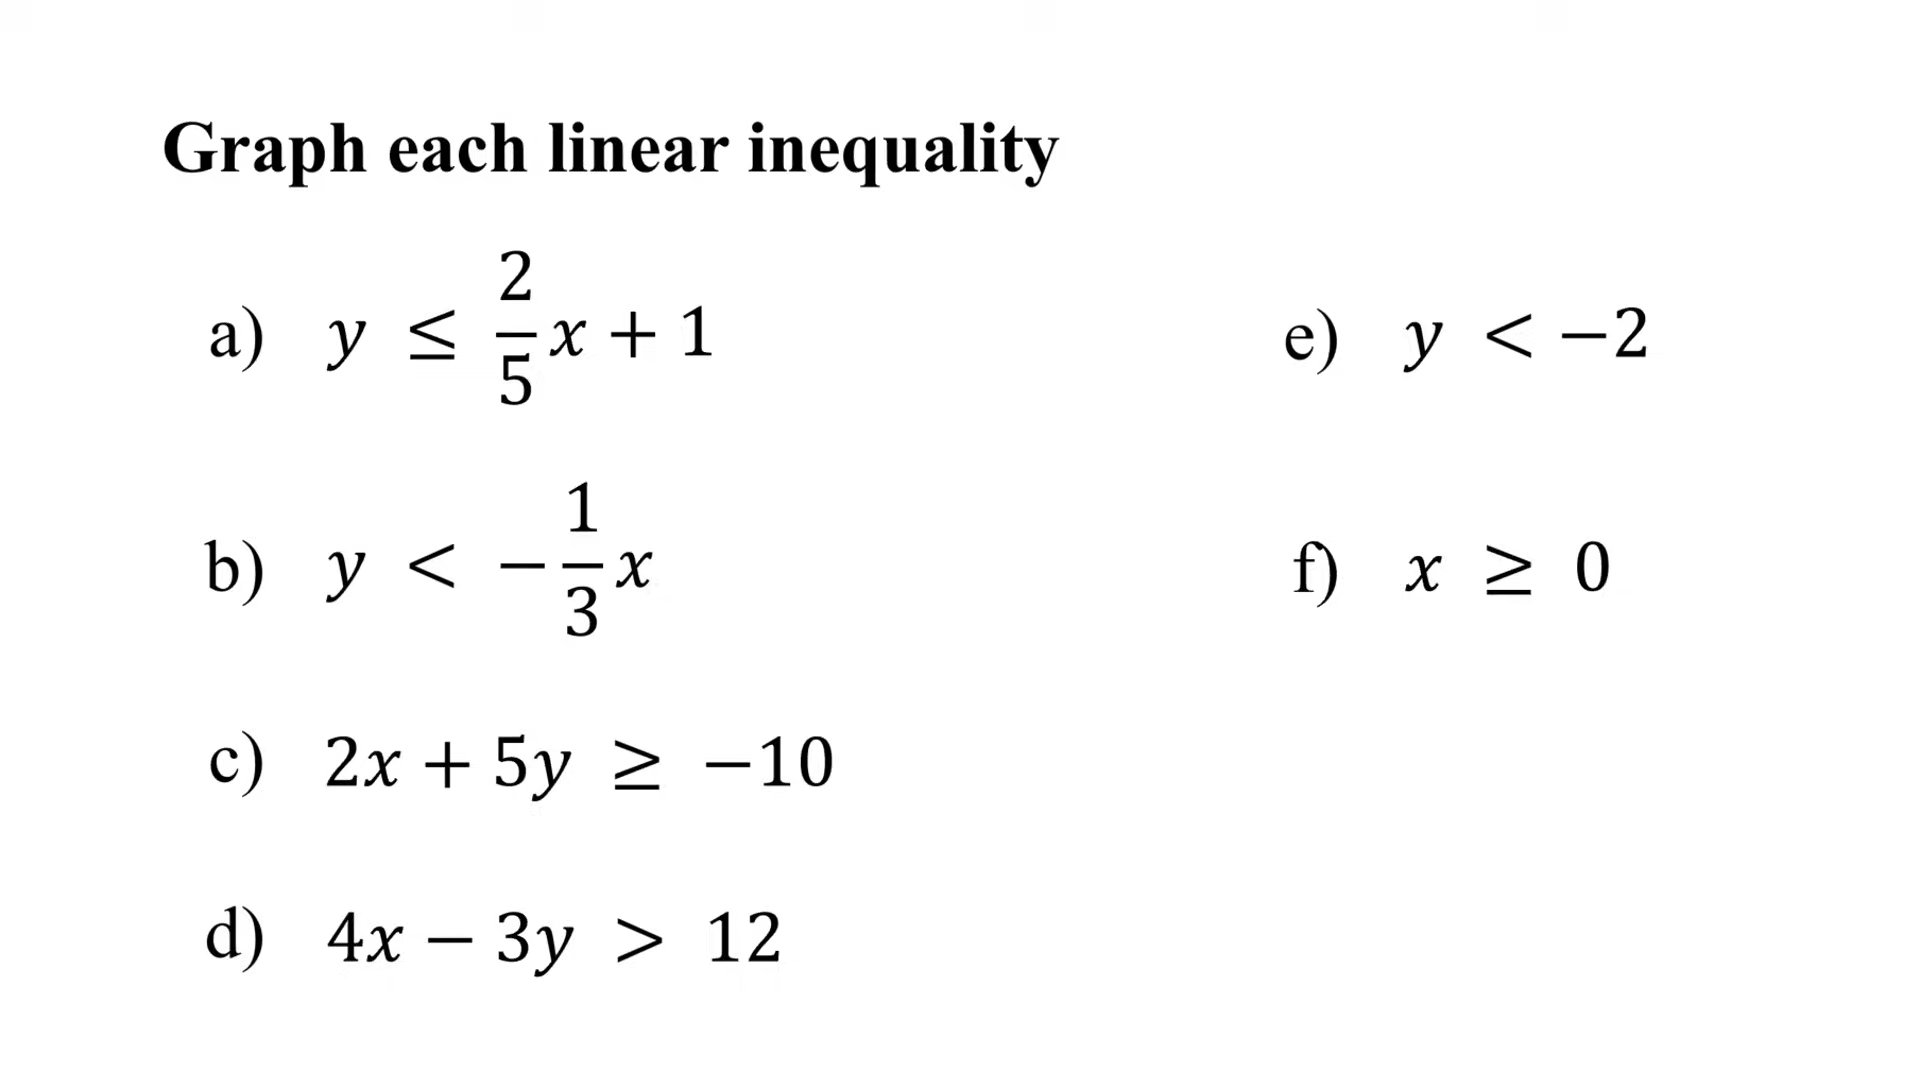 Graph each linear inequality
a) y ≤ 2/5 x + 1
b) y < −1/3 x
c) 2x + 5y ≥ −10
d) 4x − 3y > 12
e) y < −2
f) x ≥ 0